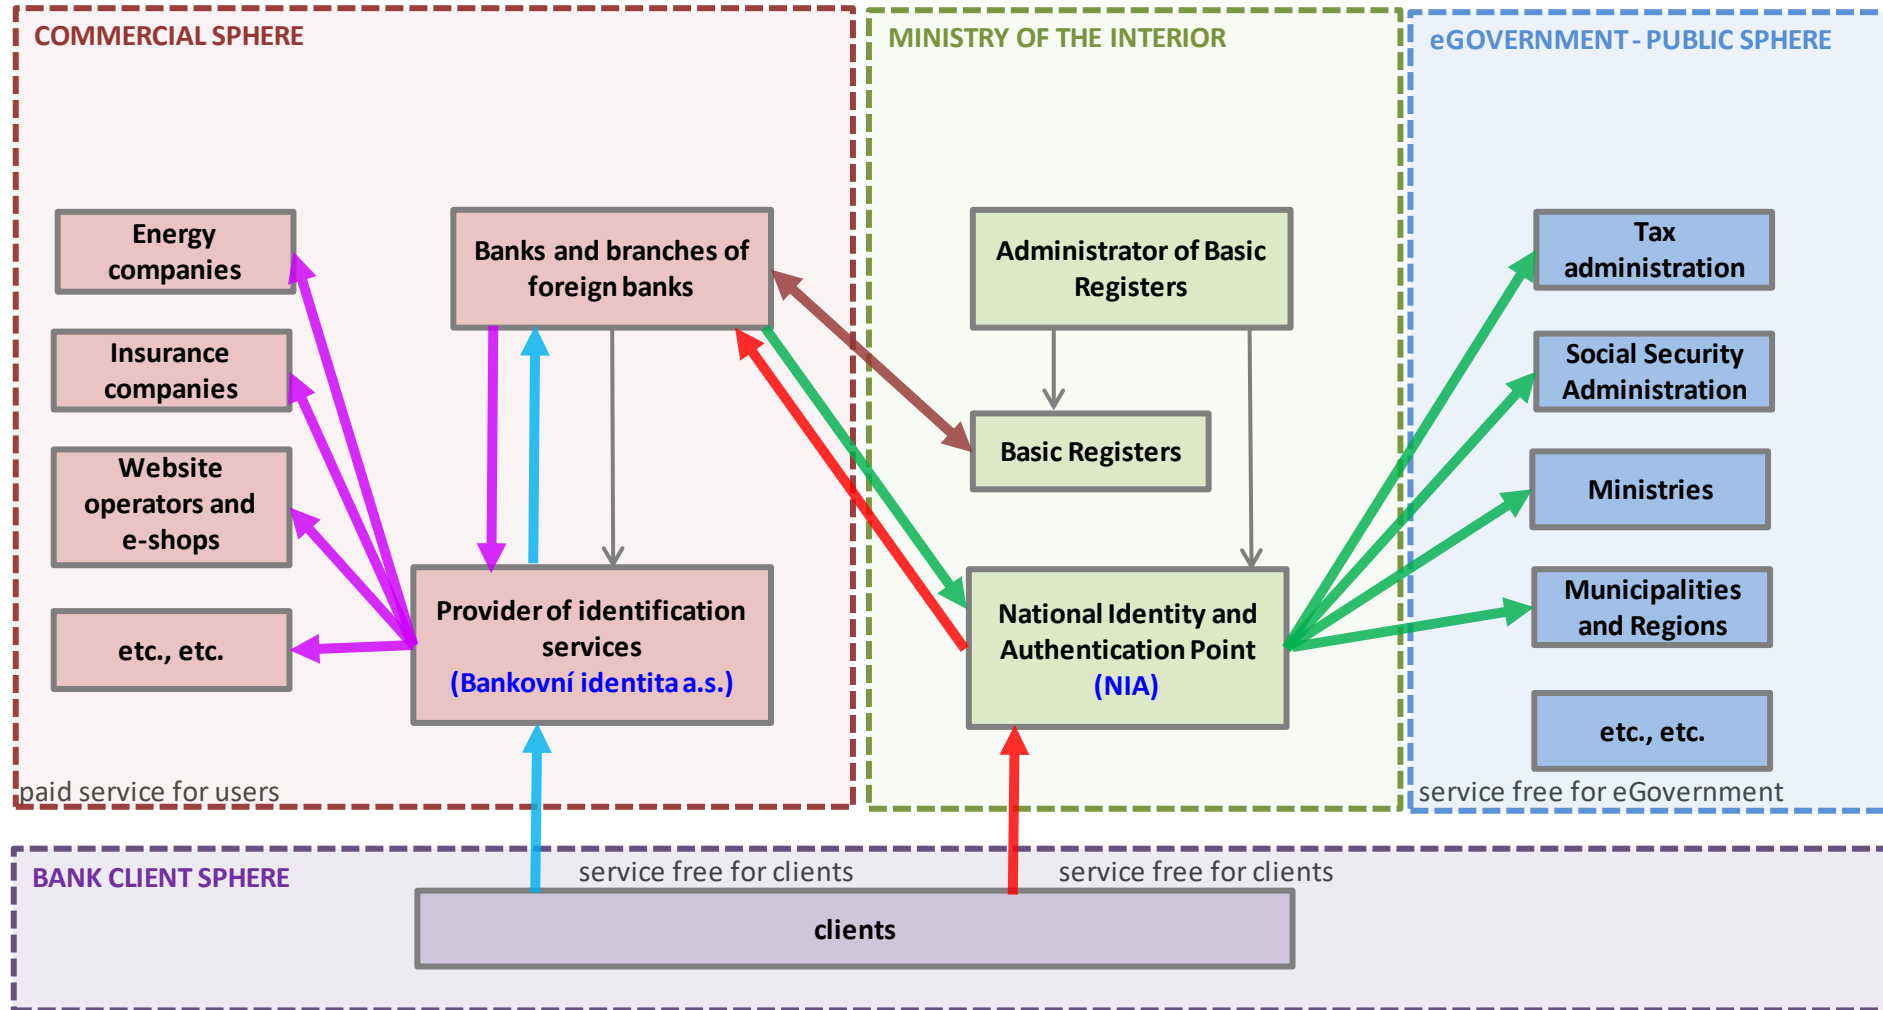 COMMERCIAL SPHERE
Energy
companies
Insurance
companies
Website
operators and
e-shops
etc., etc.
Banks and branches of
foreign banks
Provider of identification
services
(Bankovní identita a.s.)
paid service for users
MINISTRY OF THE INTERIOR
Administrator of Basic
Registers
Basic Registers
National Identity and
Authentication Point
(NIA)
eGOVERNMENT - PUBLIC SPHERE
Tax
administration
Social Security
Administration
Ministries
Municipalities
and Regions
etc., etc.
service free for eGovernment
BANK CLIENT SPHERE
service free for clients
service free for clients
clients